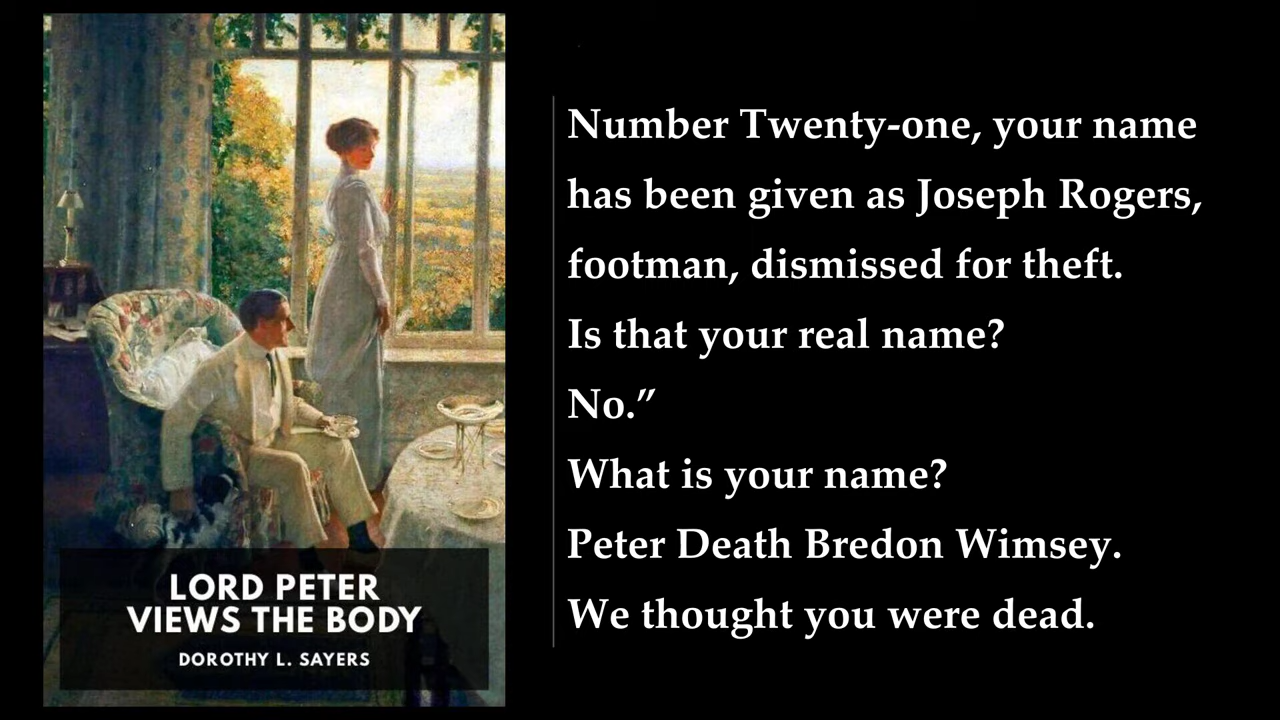 LORD PETER
VIEWS THE BODY
DOROTHY L. SAYERS
Number Twenty-one, your name
has been given as Joseph Rogers,
footman, dismissed for theft.
Is that your real name?
No.”
What is your name?
Peter Death Bredon Wimsey.
We thought you were dead.